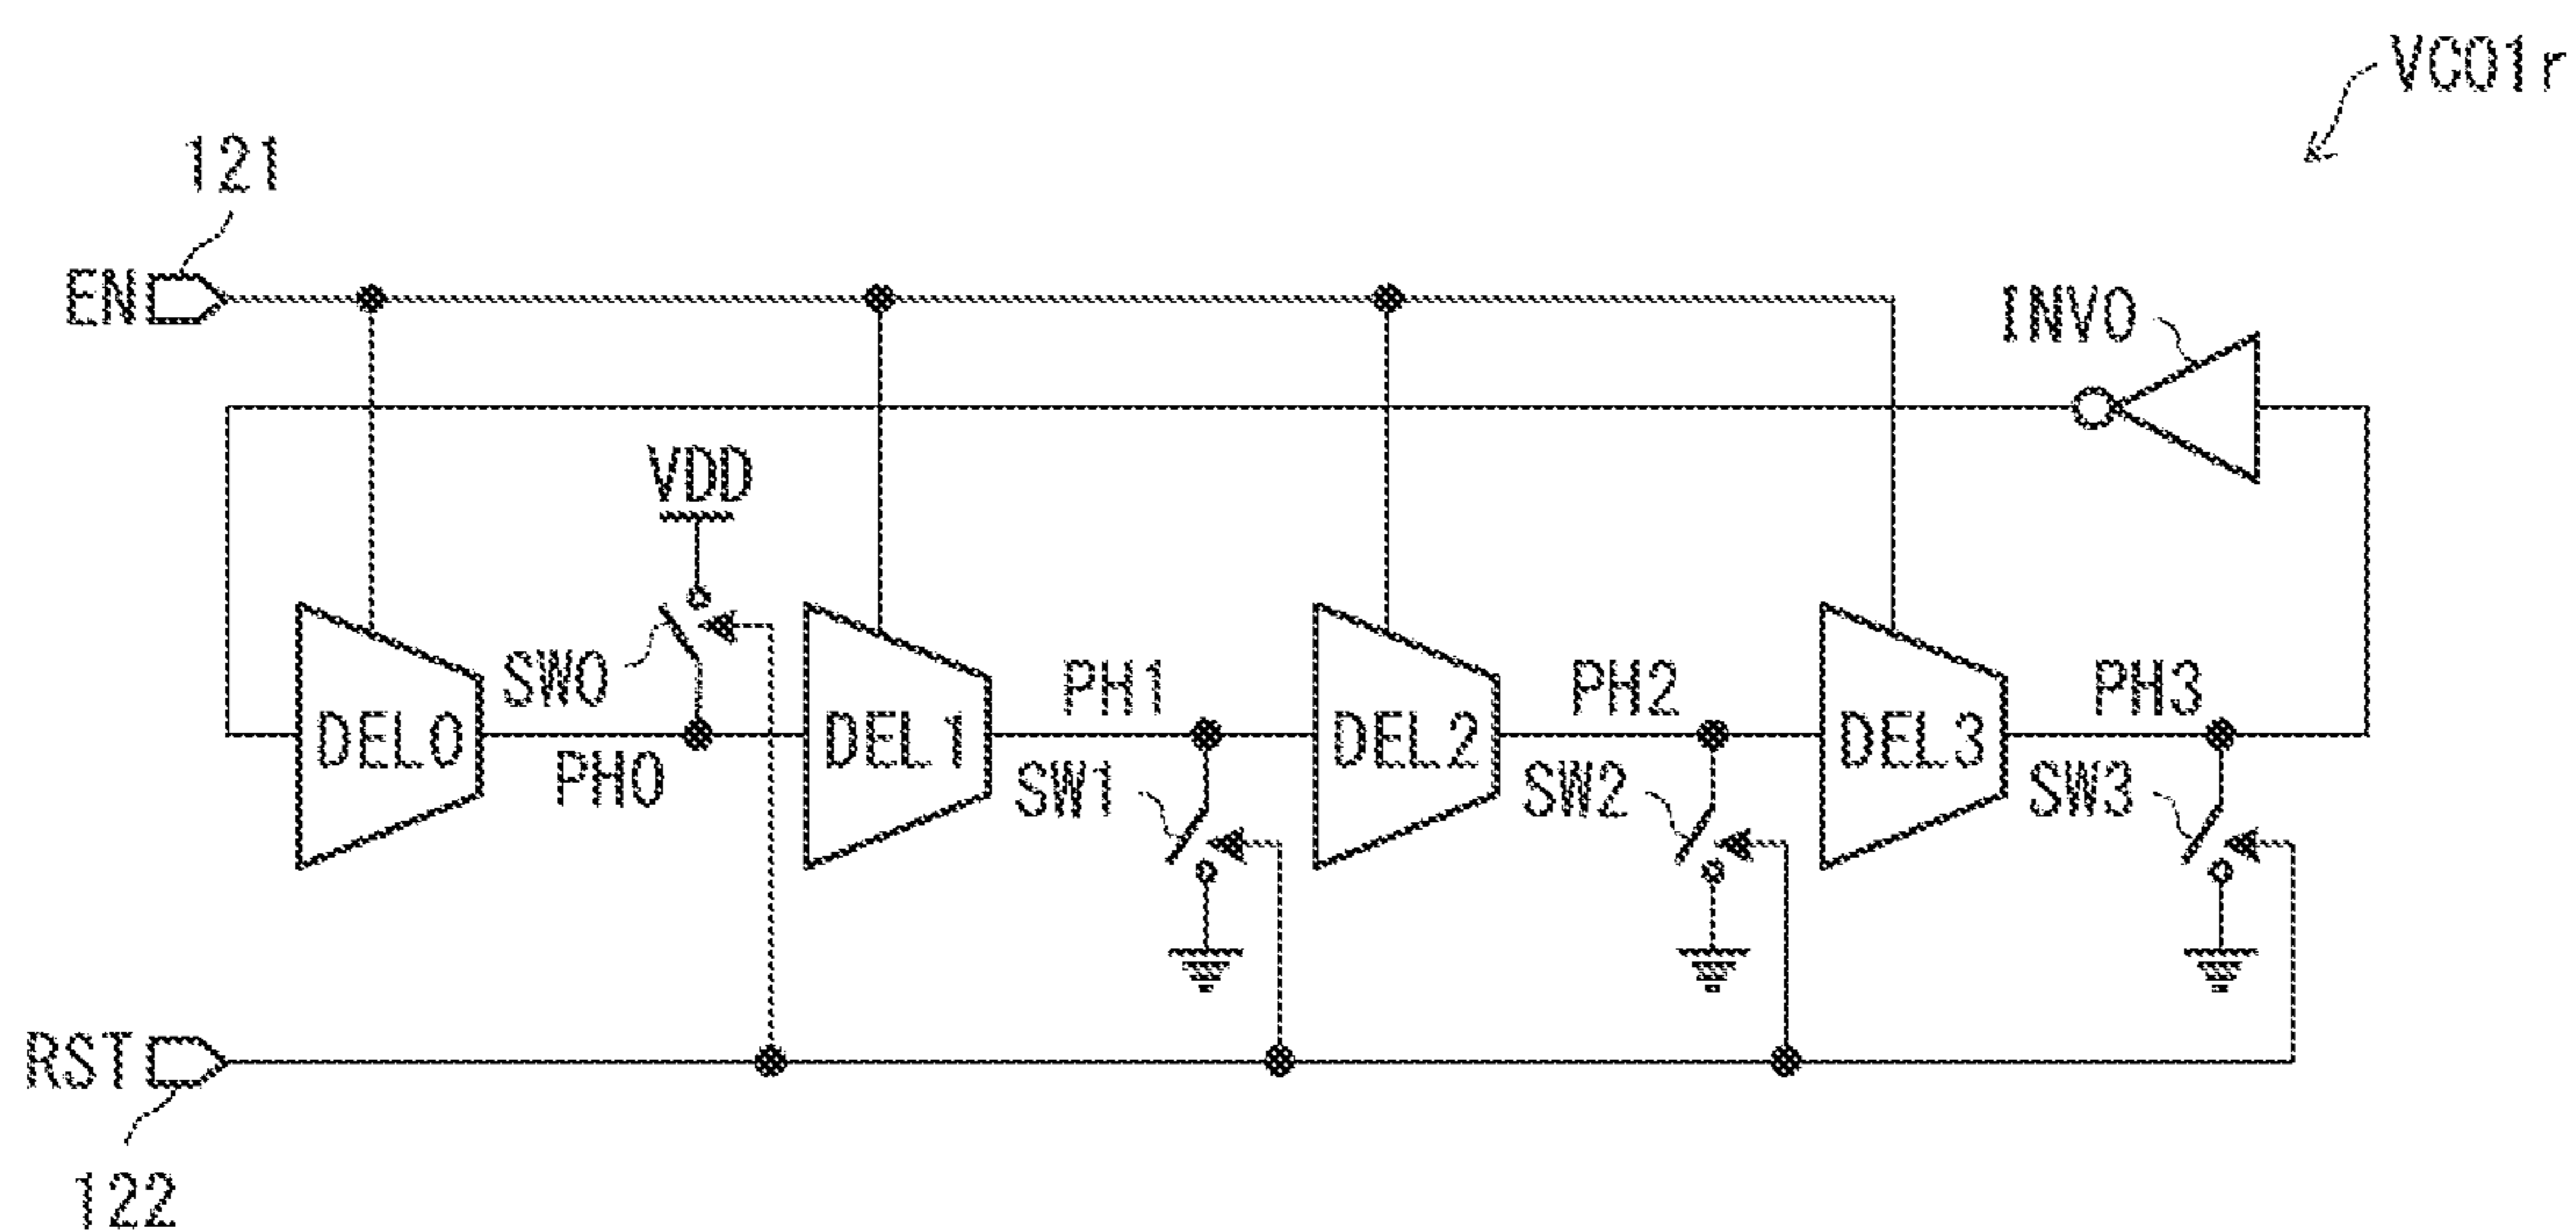 VCO1r
121
EN
INV0
VDD
SW0
PH1
PH2
PH3
DEL0
DEL1
DEL2
DEL3
PH0
SW1
SW2
SW3
RST
122